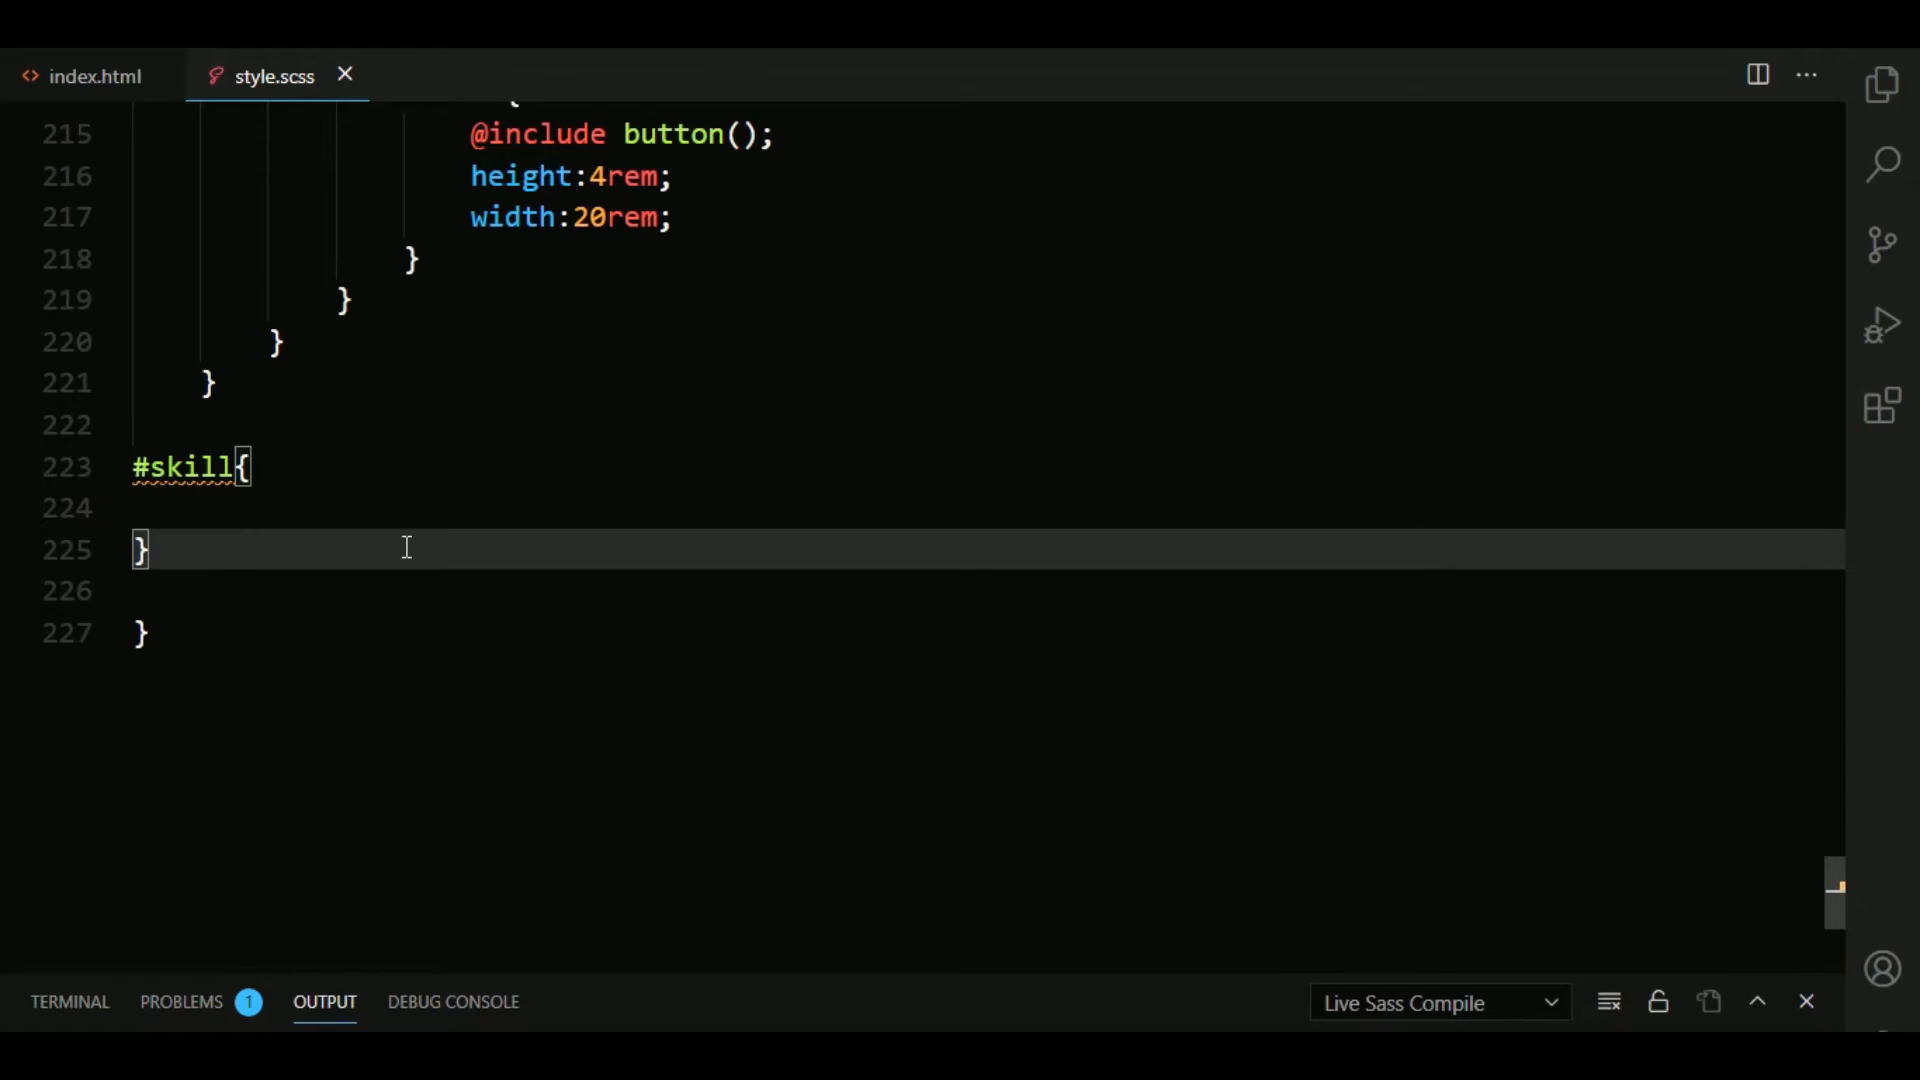 index.html
style.scss
{
215 @include button();
216 height:4rem;
217 width:20rem;
218 }
219 }
220 }
221 }
222
223 #skill{
224
225 }
226
227 }
TERMINAL PROBLEMS 1 OUTPUT DEBUG CONSOLE Live Sass Compile